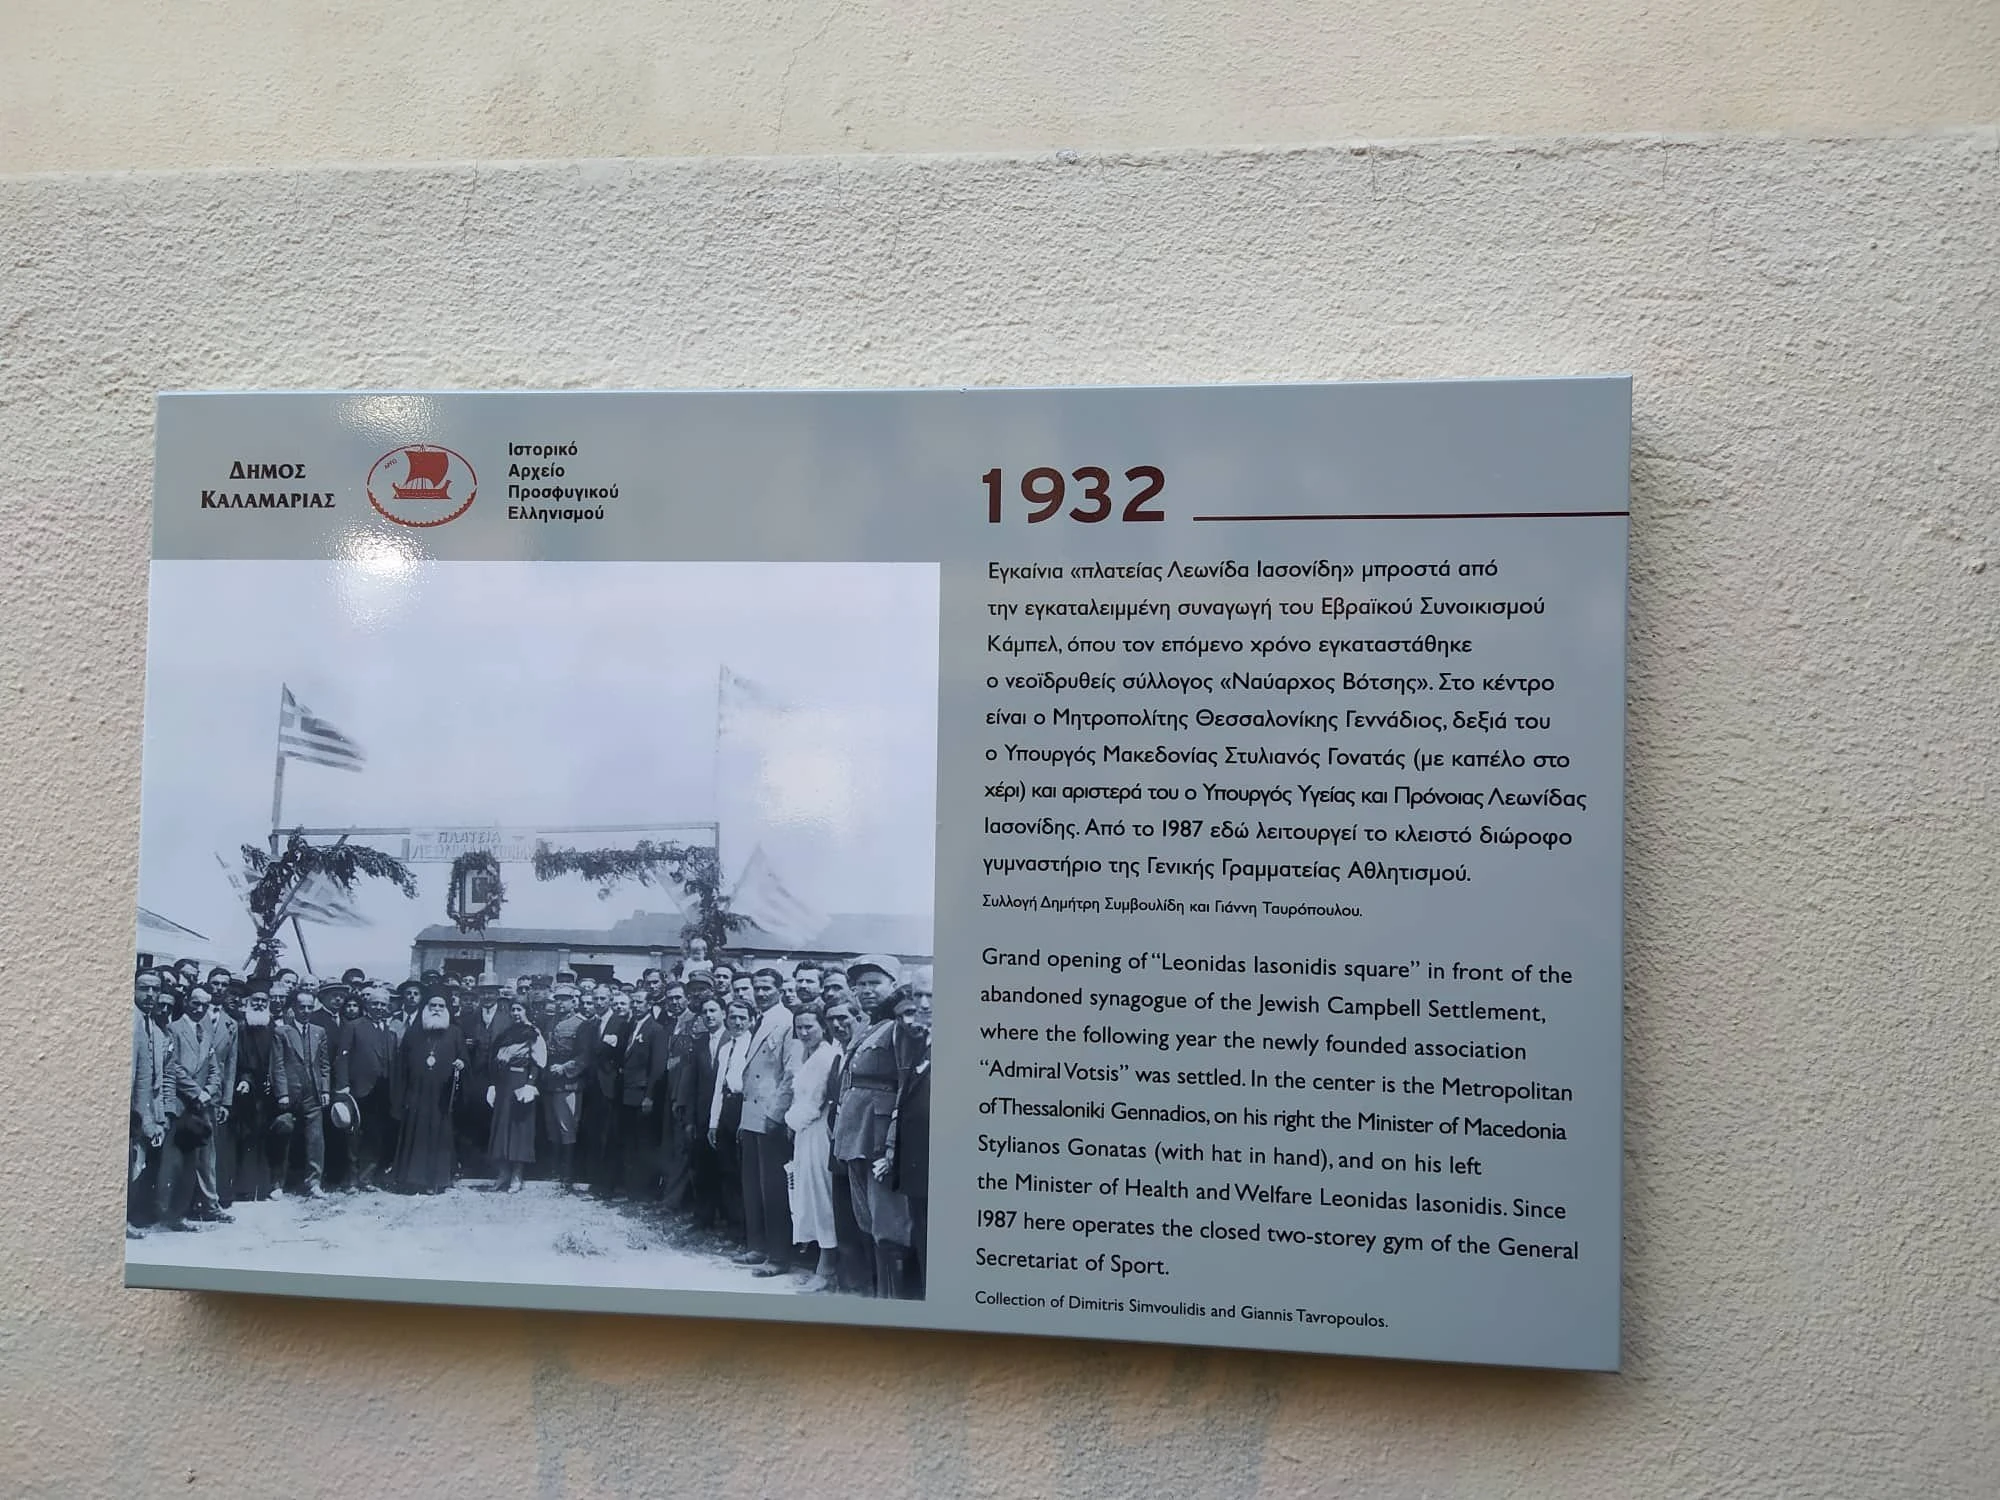 ΔΗΜΟΣ
ΚΑΛΑΜΑΡΙΑΣ
ΑΡΓΩ
Ιστορικό
Αρχείο
Προσφυγικού
Ελληνισμού
1932
Εγκαίνια «πλατείας Λεωνίδα Ιασονίδη» μπροστά από
την εγκαταλειμμένη συναγωγή του Εβραϊκού Συνοικισμού
Κάμπελ, όπου τον επόμενο χρόνο εγκαταστάθηκε
ο νεοϊδρυθείς σύλλογος «Ναύαρχος Βότσης». Στο κέντρο
είναι ο Μητροπολίτης Θεσσαλονίκης Γεννάδιος, δεξιά του
ο Υπουργός Μακεδονίας Στυλιανός Γονατάς (με καπέλο στο
χέρι) και αριστερά του ο Υπουργός Υγείας και Πρόνοιας Λεωνίδας
Ιασονίδης. Από το 1987 εδώ λειτουργεί το κλειστό διώροφο
γυμναστήριο της Γενικής Γραμματείας Αθλητισμού.
Συλλογή Δημήτρη Συμβουλίδη και Γιάννη Ταυρόπουλου.
Grand opening of “Leonidas Iasonidis square” in front of the
abandoned synagogue of the Jewish Campbell Settlement,
where the following year the newly founded association
“Admiral Votsis” was settled. In the center is the Metropolitan
of Thessaloniki Gennadios, on his right the Minister of Macedonia
Stylianos Gonatas (with hat in hand), and on his left
the Minister of Health and Welfare Leonidas Iasonidis. Since
1987 here operates the closed two-storey gym of the General
Secretariat of Sport.
Collection of Dimitris Simvoulidis and Giannis Tavropoulos.
ΠΛΑΤΕΙΑ